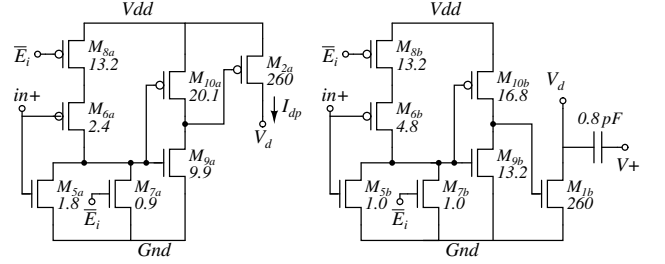 Vdd
E̅i
M8a
13.2
M10a
20.1
M2a
260
in+
M6a
2.4
Idp
Vd
M9a
9.9
M5a
1.8
M7a
0.9
E̅i
Gnd
Vdd
E̅i
M8b
13.2
M10b
16.8
Vd
0.8 pF
in+
M6b
4.8
V+
M9b
13.2
M5b
1.0
M7b
1.0
E̅i
M1b
260
Gnd